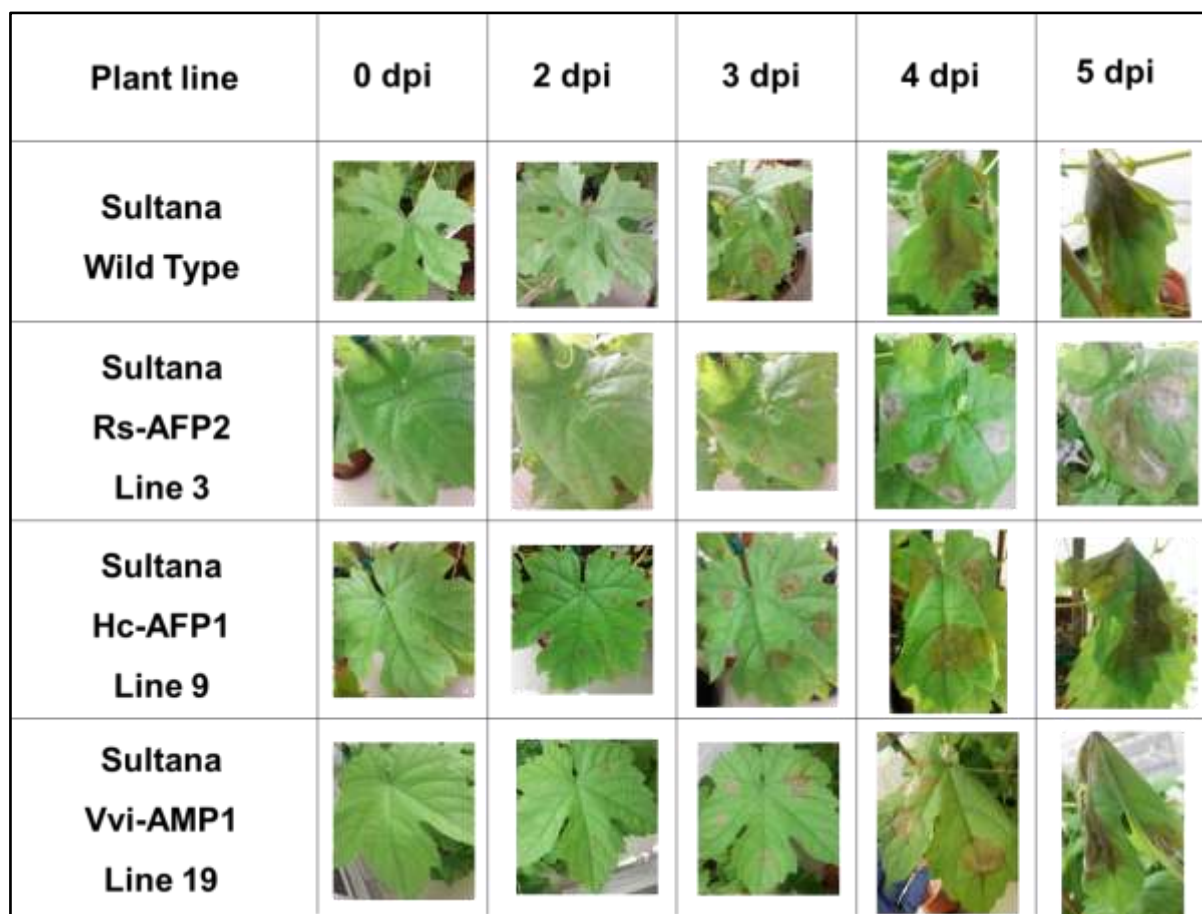 Plant line
0 dpi
2 dpi
3 dpi
4 dpi
5 dpi
Sultana
Wild Type
Sultana
Rs-AFP2
Line 3
Sultana
Hc-AFP1
Line 9
Sultana
Vvi-AMP1
Line 19